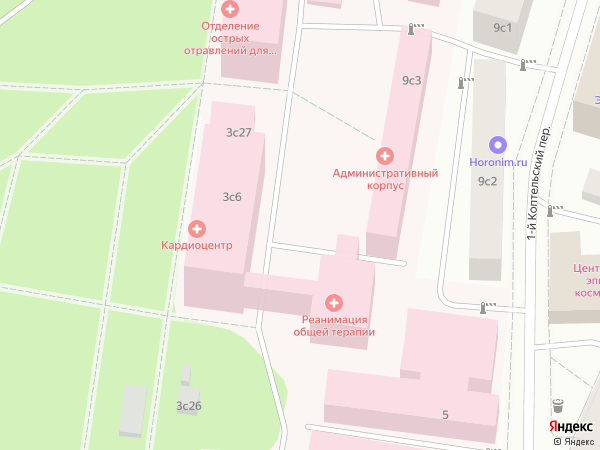 Отделение
острых
отравлений для...
9с1
9с3
3с27
Horonim.ru
Административный
корпус
9с2
3с6
1-й Коптельский пер.
Кардиоцентр
Цент
эпи
косм
Реанимация
общей терапии
3с26
5
Яндекс
© Яндекс